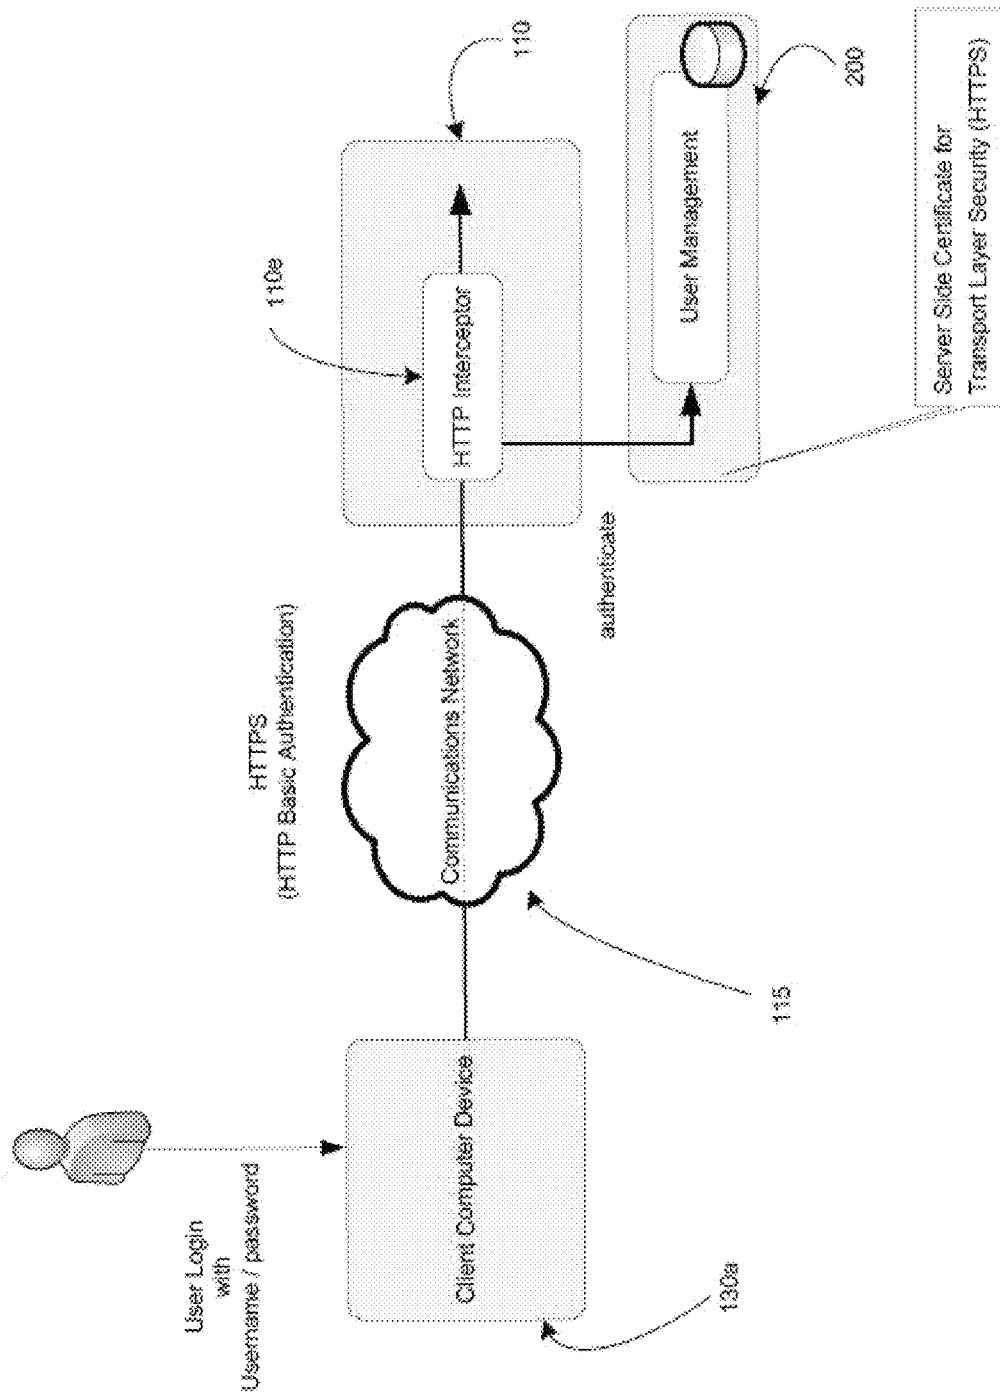 User Login
with
Username / password
HTTPS
(HTTP Basic Authentication)
110e
110
Client Computer Device
Communications Network
HTTP Interceptor
130a
115
authenticate
User Management
200
Server Side Certificate for
Transport Layer Security (HTTPS)